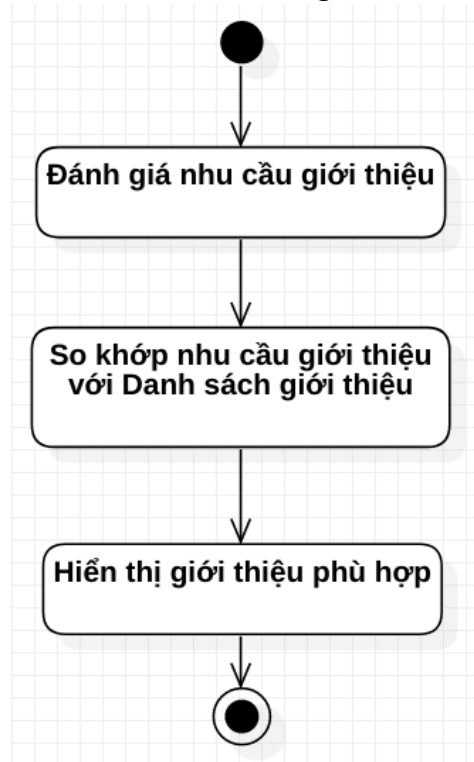 Đánh giá nhu cầu giới thiệu
So khớp nhu cầu giới thiệu
với Danh sách giới thiệu
Hiển thị giới thiệu phù hợp